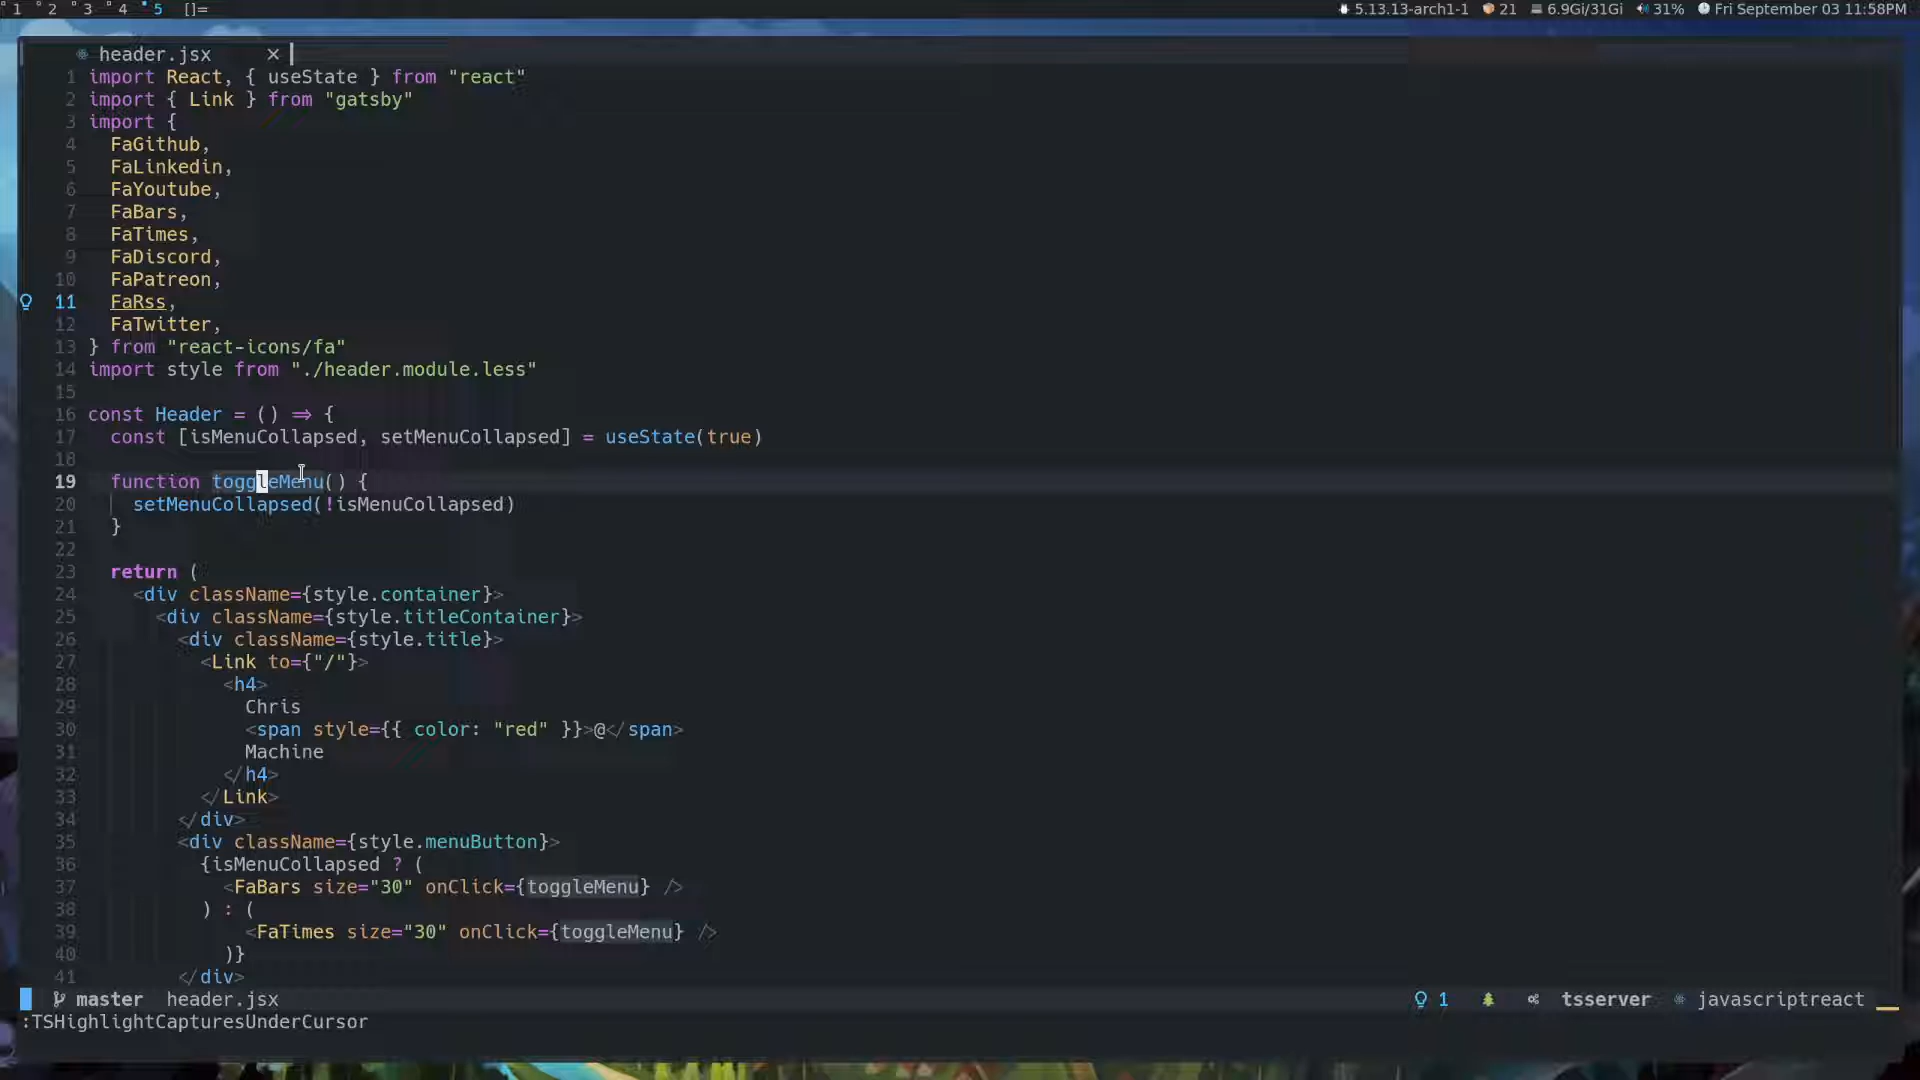 1 2 3 4 5 []= 5.13.13-arch1-1 21 6.9Gi/31Gi 31% Fri September 03 11:58PM
header.jsx ×
1 import React, { useState } from "react"
2 import { Link } from "gatsby"
3 import {
4 FaGithub,
5 FaLinkedin,
6 FaYoutube,
7 FaBars,
8 FaTimes,
9 FaDiscord,
10 FaPatreon,
11 FaRss,
12 FaTwitter,
13 } from "react-icons/fa"
14 import style from "./header.module.less"
15
16 const Header = () => {
17 const [isMenuCollapsed, setMenuCollapsed] = useState(true)
18
19 function toggleMenu() {
20 setMenuCollapsed(!isMenuCollapsed)
21 }
22
23 return (
24 <div className={style.container}>
25 <div className={style.titleContainer}>
26 <div className={style.title}>
27 <Link to={"/"}>
28 <h4>
29 Chris
30 <span style={{ color: "red" }}>@</span>
31 Machine
32 </h4>
33 </Link>
34 </div>
35 <div className={style.menuButton}>
36 {isMenuCollapsed ? (
37 <FaBars size="30" onClick={toggleMenu} />
38 ) : (
39 <FaTimes size="30" onClick={toggleMenu} />
40 )}
41 </div>
master header.jsx 1 tsserver javascriptreact
:TSHighlightCapturesUnderCursor